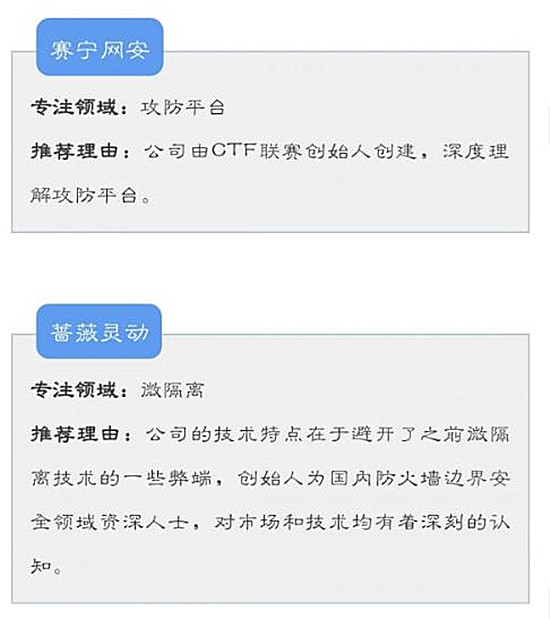 赛宁网安
专注领域：攻防平台
推荐理由：公司由CTF联赛创始人创建，深度理
解攻防平台。
蔷薇灵动
专注领域：微隔离
推荐理由：公司的技术特点在于避开了之前微隔
离技术的一些弊端，创始人为国内防火墙边界安
全领域资深人士，对市场和技术均有着深刻的认
知。